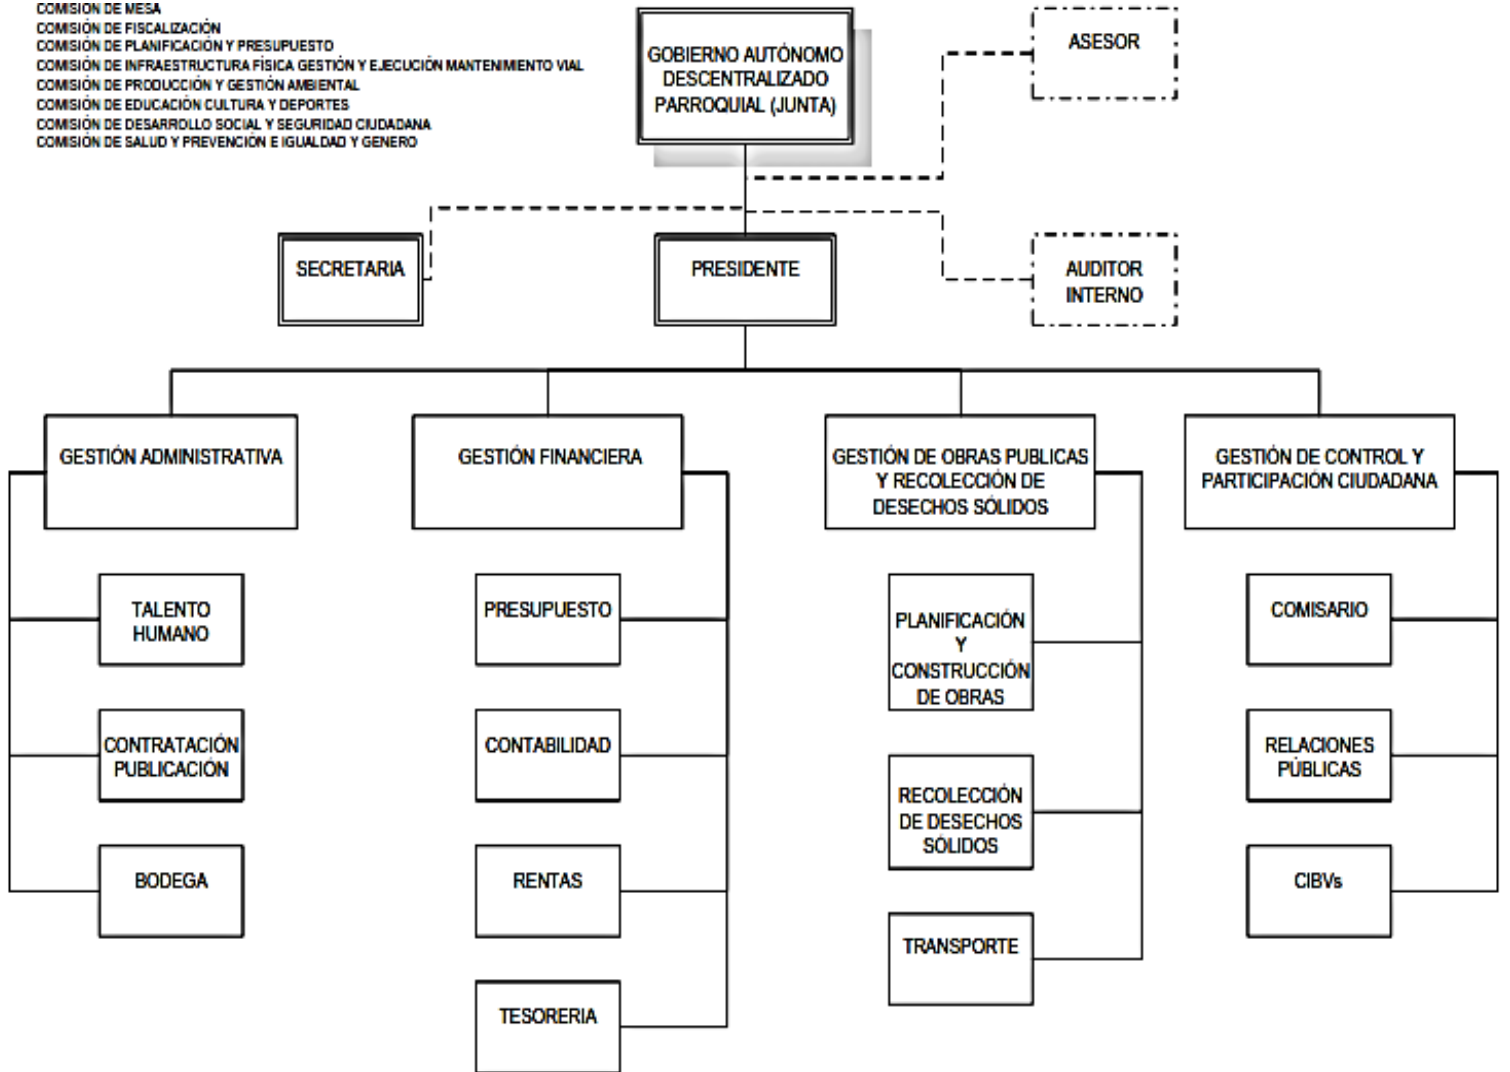 COMISIÓN DE MESA
COMISIÓN DE FISCALIZACIÓN
COMISIÓN DE PLANIFICACIÓN Y PRESUPUESTO
COMISIÓN DE INFRAESTRUCTURA FÍSICA GESTIÓN Y EJECUCIÓN MANTENIMIENTO VIAL
COMISIÓN DE PRODUCCIÓN Y GESTIÓN AMBIENTAL
COMISIÓN DE EDUCACIÓN CULTURA Y DEPORTES
COMISIÓN DE DESARROLLO SOCIAL Y SEGURIDAD CIUDADANA
COMISIÓN DE SALUD Y PREVENCIÓN E IGUALDAD Y GENERO
GOBIERNO AUTÓNOMO
DESCENTRALIZADO
PARROQUIAL (JUNTA)
ASESOR
SECRETARIA
PRESIDENTE
AUDITOR
INTERNO
GESTIÓN ADMINISTRATIVA
GESTIÓN FINANCIERA
GESTIÓN DE OBRAS PUBLICAS
Y RECOLECCIÓN DE
DESECHOS SÓLIDOS
GESTIÓN DE CONTROL Y
PARTICIPACIÓN CIUDADANA
TALENTO
HUMANO
CONTRATACIÓN
PUBLICACIÓN
BODEGA
PRESUPUESTO
CONTABILIDAD
RENTAS
TESORERIA
PLANIFICACIÓN
Y
CONSTRUCCIÓN
DE OBRAS
RECOLECCIÓN
DE DESECHOS
SÓLIDOS
TRANSPORTE
COMISARIO
RELACIONES
PÚBLICAS
CIBVs